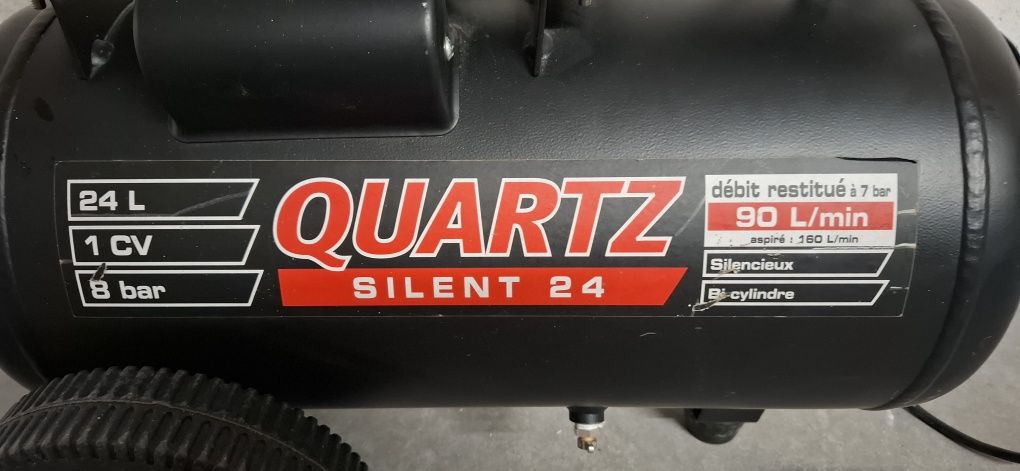 24 L
1 CV
8 bar
QUARTZ
SILENT 24
débit restitué à 7 bar
90 L/min
aspiré : 160 L/min
Silencieux
Bi-cylindre